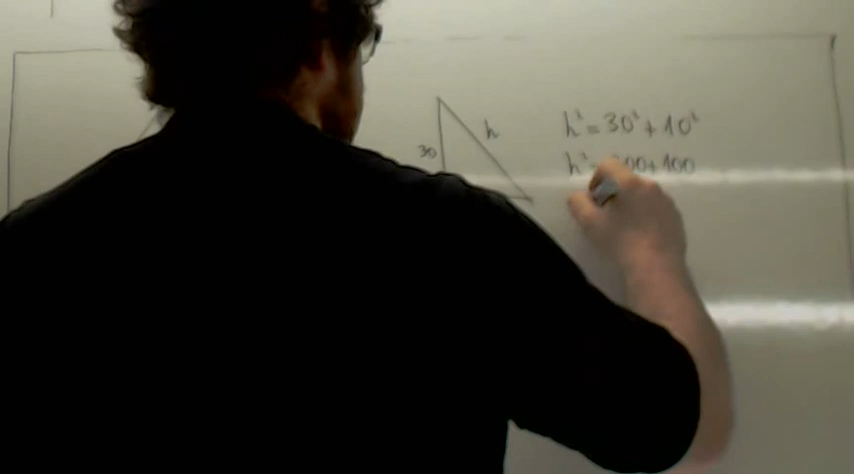 h
30
h² = 30² + 10²
h² + 100